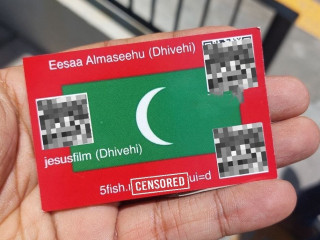 Eesaa Almaseehu (Dhivehi)
jesusfilm (Dhivehi)
5fish. CENSORED ui=d